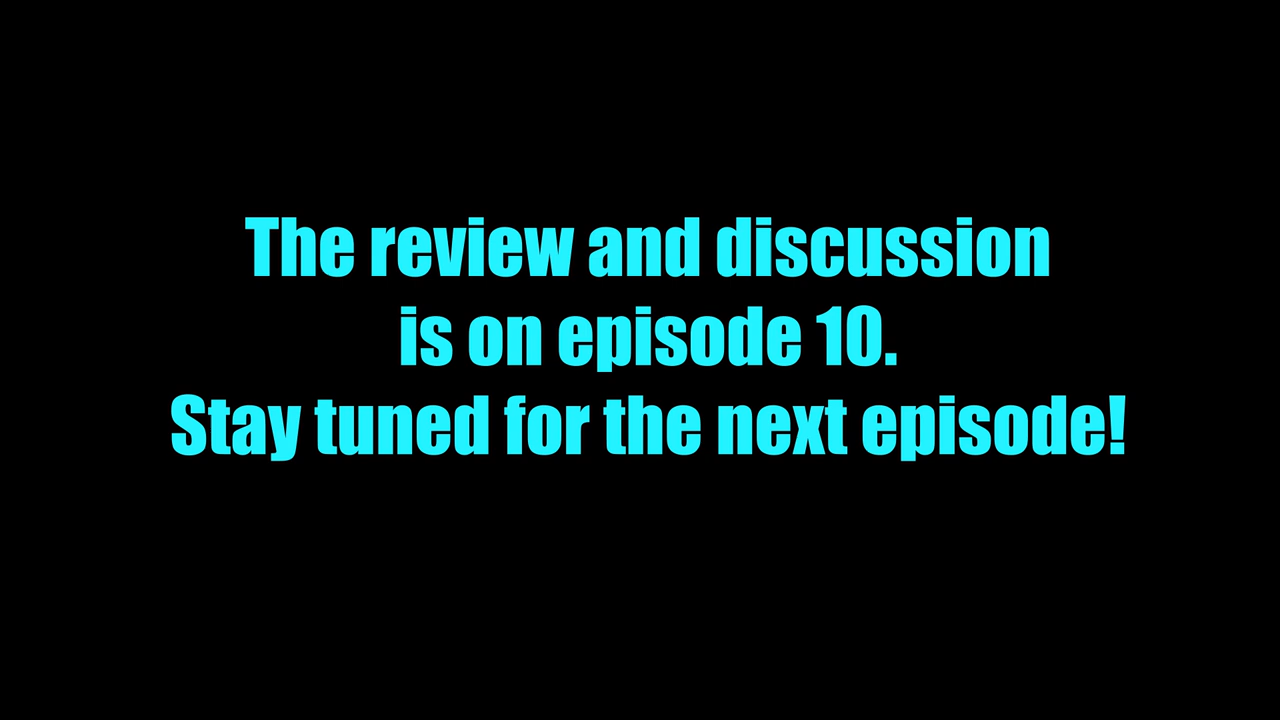 The review and discussion
is on episode 10.
Stay tuned for the next episode!